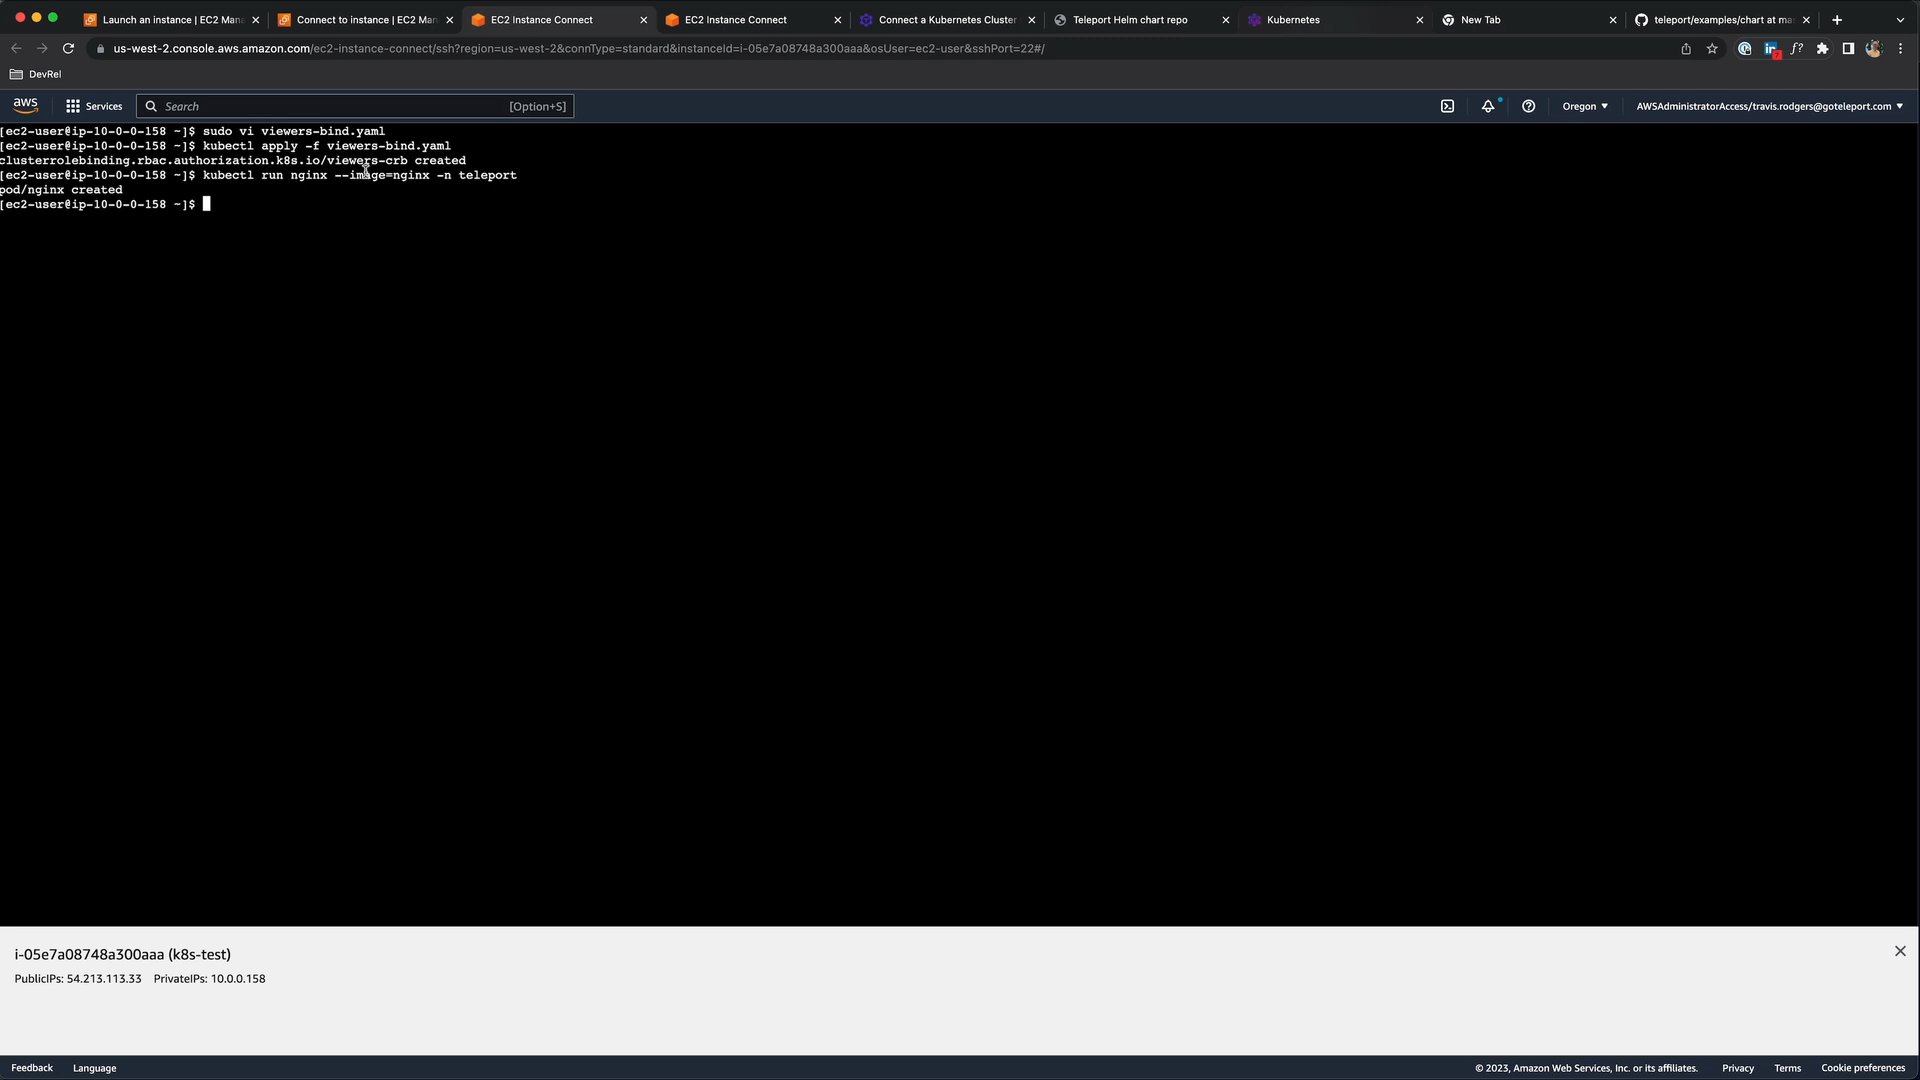 Launch an instance | EC2 Mana
Connect to instance | EC2 Man
EC2 Instance Connect
EC2 Instance Connect
Connect a Kubernetes Cluster
Teleport Helm chart repo
Kubernetes
New Tab
teleport/examples/chart at ma
us-west-2.console.aws.amazon.com/ec2-instance-connect/ssh?region=us-west-2&connType=standard&instanceId=i-05e7a08748a300aaa&osUser=ec2-user&sshPort=22#/
f?
DevRel
aws
Services
Search
[Option+S]
Oregon
AWSAdministratorAccess/travis.rodgers@goteleport.com
[ec2-user@ip-10-0-0-158 ~]$ sudo vi viewers-bind.yaml
[ec2-user@ip-10-0-0-158 ~]$ kubectl apply -f viewers-bind.yaml
clusterrolebinding.rbac.authorization.k8s.io/viewers-crb created
[ec2-user@ip-10-0-0-158 ~]$ kubectl run nginx --image=nginx -n teleport
pod/nginx created
[ec2-user@ip-10-0-0-158 ~]$
i-05e7a08748a300aaa (k8s-test)
PublicIPs: 54.213.113.33 PrivateIPs: 10.0.0.158
Feedback
Language
© 2023, Amazon Web Services, Inc. or its affiliates.
Privacy
Terms
Cookie preferences